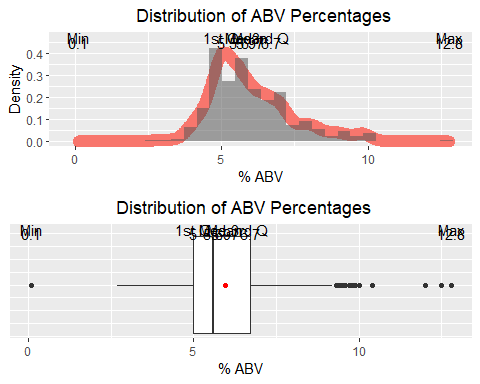 Distribution of ABV Percentages
Min Max
0.1 12.8
0.4
0.3
0.2
0.1
0.0
Density
0 5 10
% ABV
Distribution of ABV Percentages
Min Max
0.1 12.8
0 5 10
% ABV